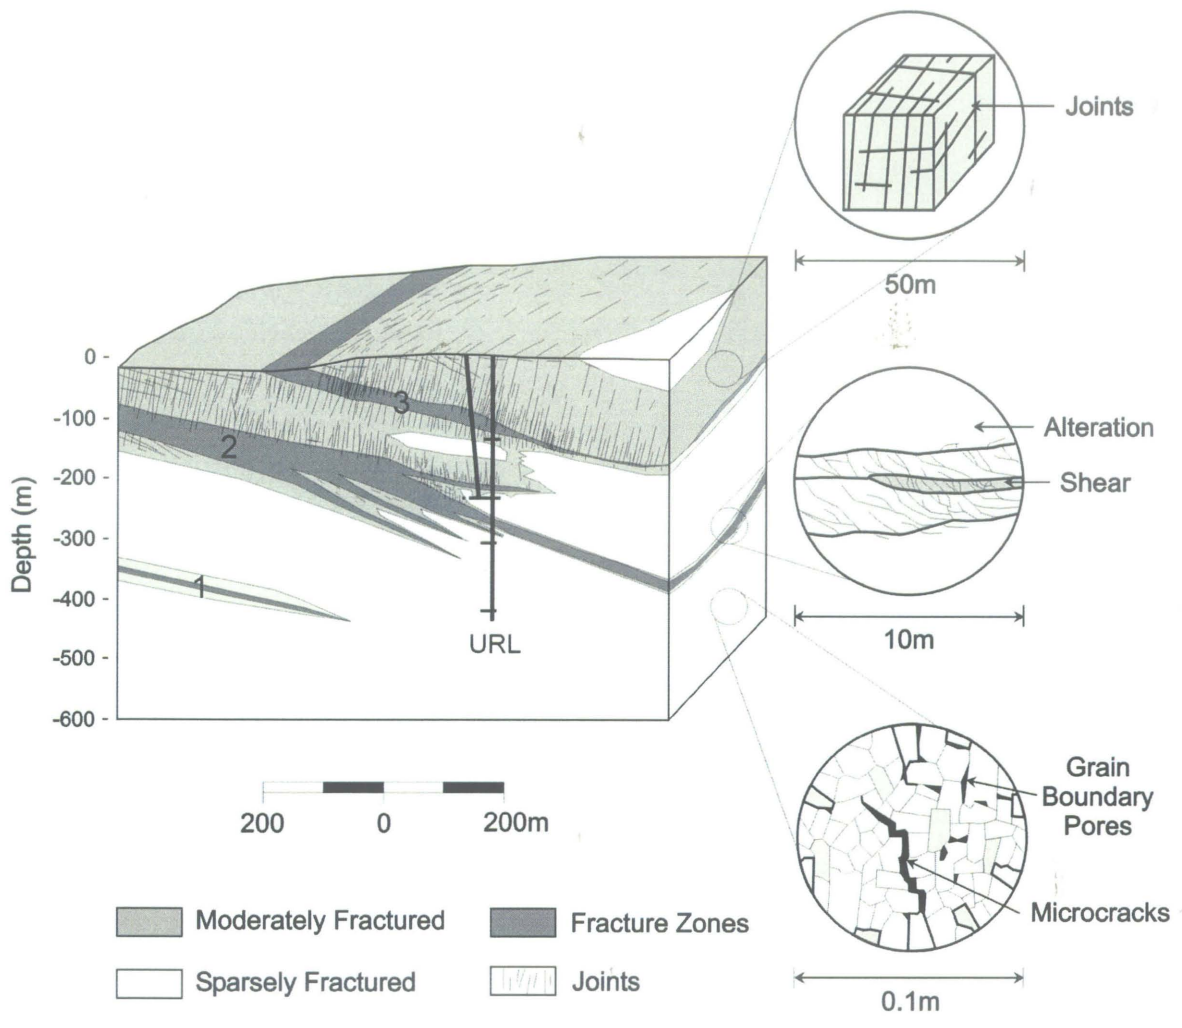 Joints
50m
0 -
-100 -
-200 -
-300 -
-400 -
-500 -
-600 -
Depth (m)
3
2
1
URL
Alteration
Shear
10m
Grain
Boundary
Pores
Microcracks
0.1m
200 0 200m
Moderately Fractured
Fracture Zones
Sparsely Fractured
Joints